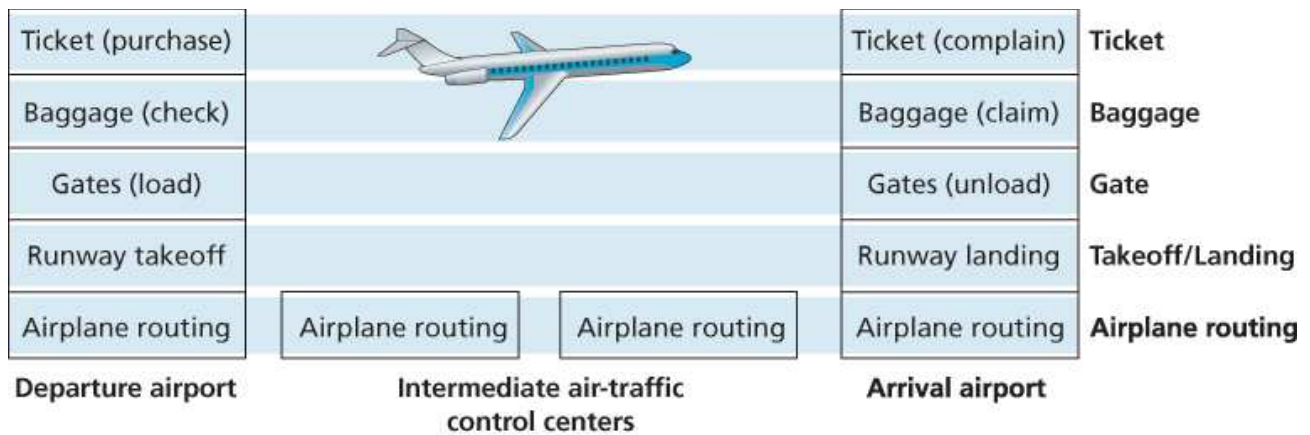 Ticket (purchase)
Ticket (complain)
Ticket
Baggage (check)
Baggage (claim)
Baggage
Gates (load)
Gates (unload)
Gate
Runway takeoff
Runway landing
Takeoff/Landing
Airplane routing
Airplane routing
Airplane routing
Airplane routing
Airplane routing
Departure airport
Intermediate air-traffic
control centers
Arrival airport